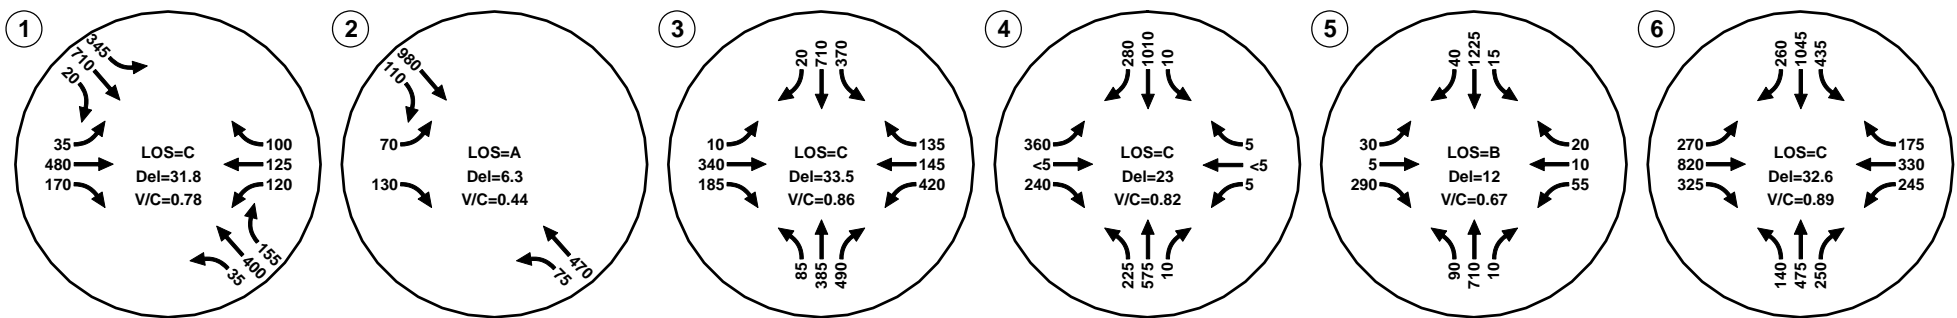 1
345
710
20
35
480
170
LOS=C
Del=31.8
V/C=0.78
100
125
120
155
400
35
2
980
110
70
130
LOS=A
Del=6.3
V/C=0.44
470
75
3
20 710 370
10
340
185
LOS=C
Del=33.5
V/C=0.86
135
145
420
85 385 490
4
280 1010 10
360
<5
240
LOS=C
Del=23
V/C=0.82
5
<5
5
225 575 10
5
40 1225 15
30
5
290
LOS=B
Del=12
V/C=0.67
20
10
55
90 710 10
6
260 1045 435
270
820
325
LOS=C
Del=32.6
V/C=0.89
175
330
245
140 475 250